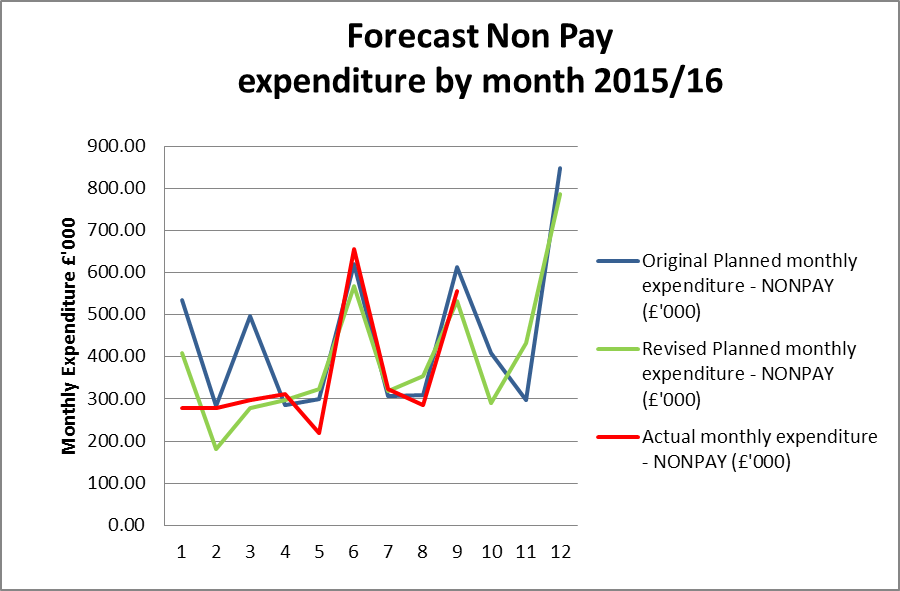 Forecast Non Pay
expenditure by month 2015/16
Monthly Expenditure £'000
900.00
800.00
700.00
600.00
500.00
400.00
300.00
200.00
100.00
0.00
1 2 3 4 5 6 7 8 9 10 11 12
Original Planned monthly
expenditure - NONPAY
(£'000)
Revised Planned monthly
expenditure - NONPAY
(£'000)
Actual monthly expenditure
- NONPAY (£'000)